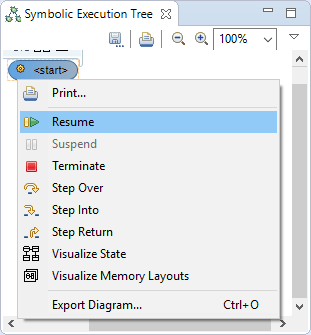 Symbolic Execution Tree
100%
<start>
Print...
Resume
Suspend
Terminate
Step Over
Step Into
Step Return
Visualize State
Visualize Memory Layouts
Export Diagram... Ctrl+O